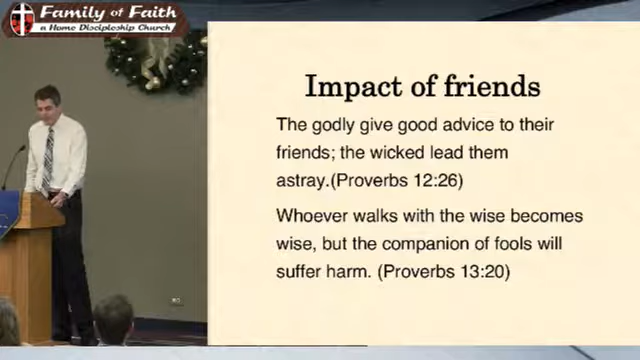 Family of Faith
a Home Discipleship Church
Impact of friends
The godly give good advice to their
friends; the wicked lead them
astray.(Proverbs 12:26)
Whoever walks with the wise becomes
wise, but the companion of fools will
suffer harm. (Proverbs 13:20)